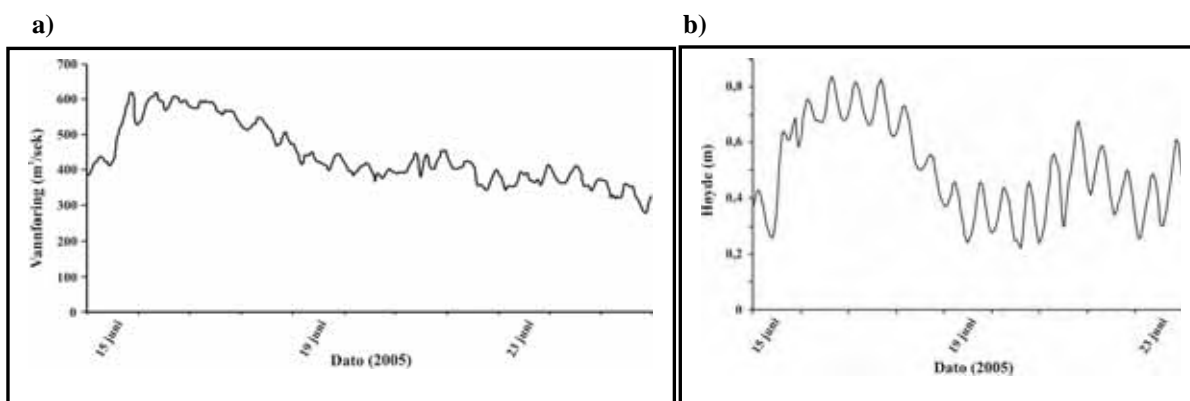 a)
700
600
500
400
300
200
100
0
Vannføring (m³/sek)
15 juni
19 juni
23 juni
Dato (2005)
b)
0,8
0,6
0,4
0,2
0
Høyde (m)
15 juni
19 juni
23 juni
Dato (2005)